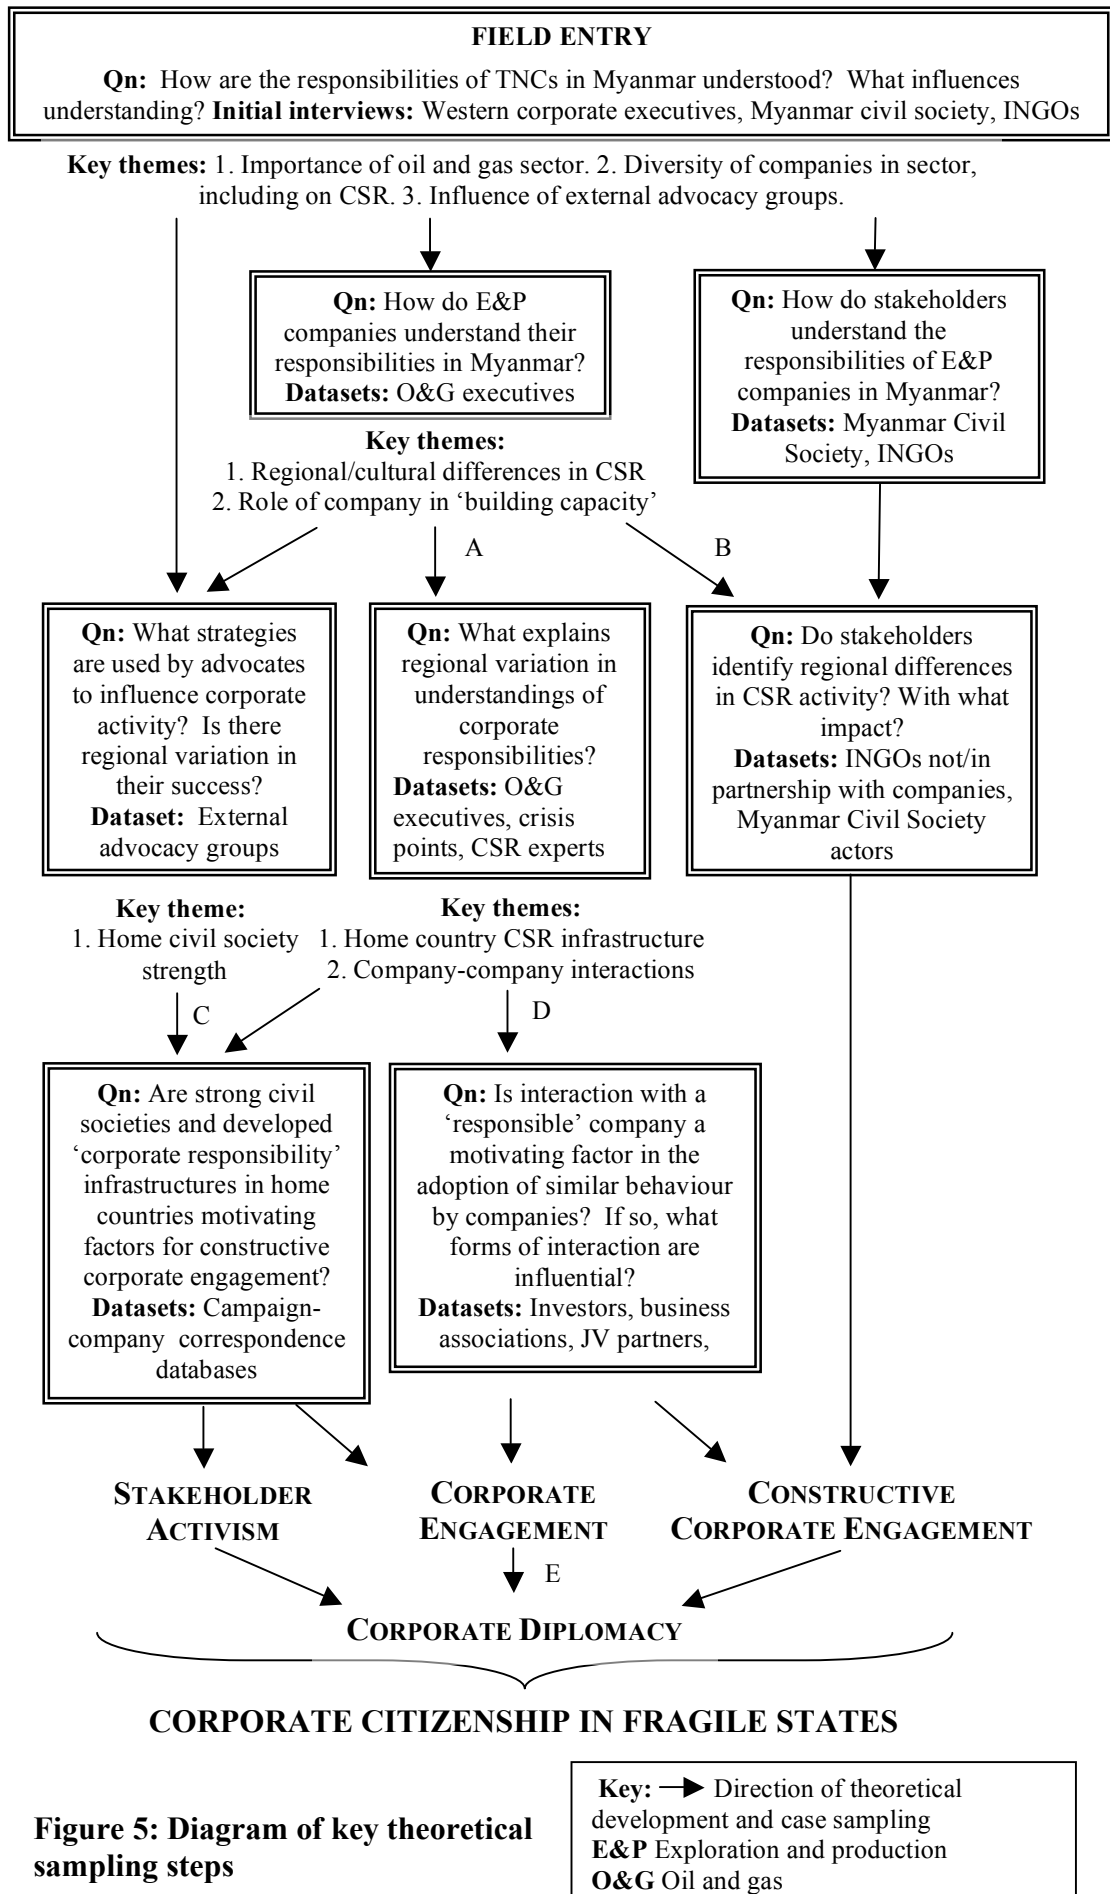 FIELD ENTRY
Qn: How are the responsibilities of TNCs in Myanmar understood? What influences
understanding? Initial interviews: Western corporate executives, Myanmar civil society, INGOs
Key themes: 1. Importance of oil and gas sector. 2. Diversity of companies in sector,
including on CSR. 3. Influence of external advocacy groups.
Qn: How do E&P
companies understand their
responsibilities in Myanmar?
Datasets: O&G executives
Qn: How do stakeholders
understand the
responsibilities of E&P
companies in Myanmar?
Datasets: Myanmar Civil
Society, INGOs
Key themes:
1. Regional/cultural differences in CSR
2. Role of company in ‘building capacity’
A
B
Qn: What strategies
are used by advocates
to influence corporate
activity? Is there
regional variation in
their success?
Dataset: External
advocacy groups
Qn: What explains
regional variation in
understandings of
corporate
responsibilities?
Datasets: O&G
executives, crisis
points, CSR experts
Qn: Do stakeholders
identify regional differences
in CSR activity? With what
impact?
Datasets: INGOs not/in
partnership with companies,
Myanmar Civil Society
actors
Key theme:
1. Home civil society
strength
Key themes:
1. Home country CSR infrastructure
2. Company-company interactions
C
D
Qn: Are strong civil
societies and developed
‘corporate responsibility’
infrastructures in home
countries motivating
factors for constructive
corporate engagement?
Datasets: Campaign-
company correspondence
databases
Qn: Is interaction with a
‘responsible’ company a
motivating factor in the
adoption of similar behaviour
by companies? If so, what
forms of interaction are
influential?
Datasets: Investors, business
associations, JV partners,
STAKEHOLDER
ACTIVISM
CORPORATE
ENGAGEMENT
CONSTRUCTIVE
CORPORATE ENGAGEMENT
E
CORPORATE DIPLOMACY
CORPORATE CITIZENSHIP IN FRAGILE STATES
Figure 5: Diagram of key theoretical
sampling steps
Key: → Direction of theoretical
development and case sampling
E&P Exploration and production
O&G Oil and gas